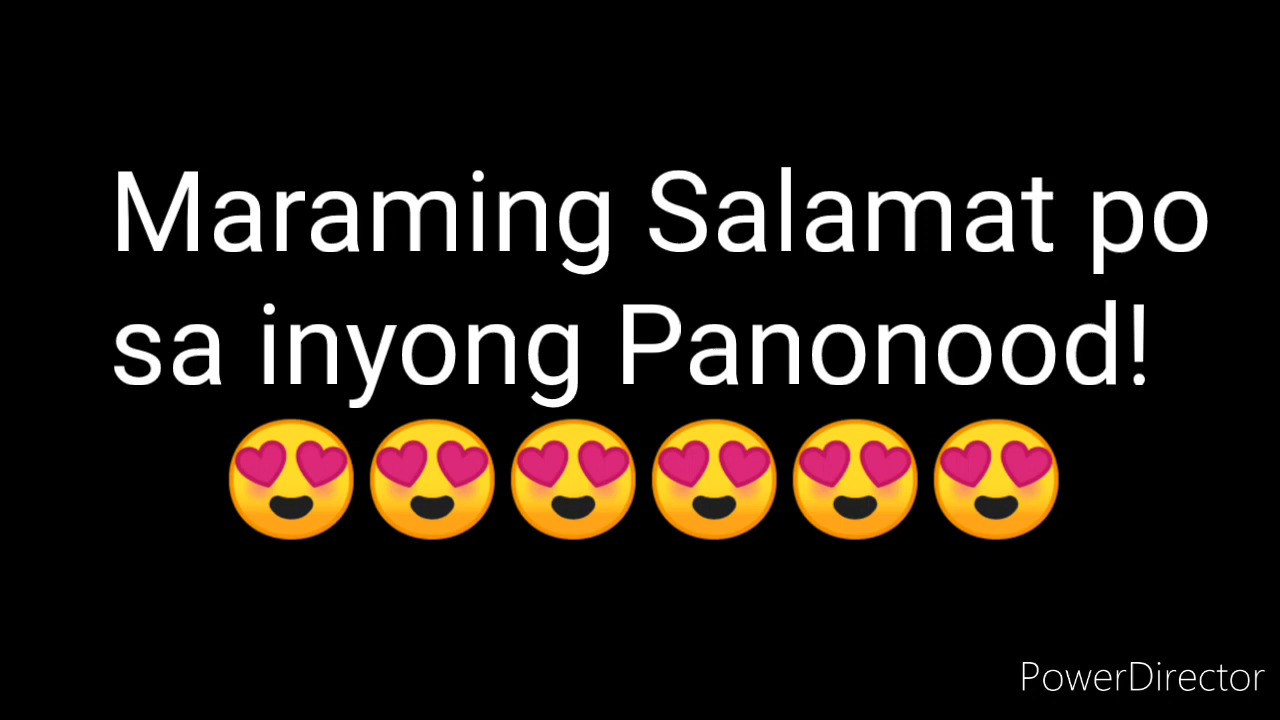 Maraming Salamat po
sa inyong Panonood!
😍😍😍😍😍😍
PowerDirector